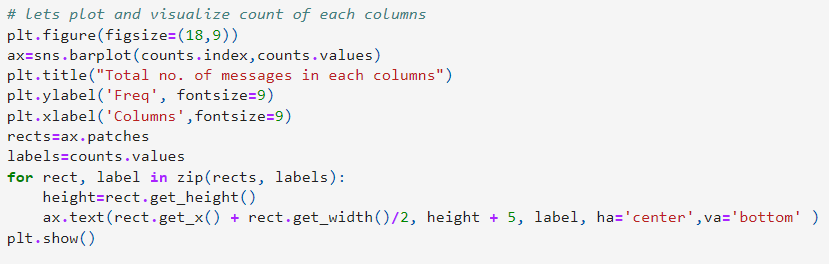 # lets plot and visualize count of each columns
plt.figure(figsize=(18,9))
ax=sns.barplot(counts.index,counts.values)
plt.title("Total no. of messages in each columns")
plt.ylabel('Freq', fontsize=9)
plt.xlabel('Columns',fontsize=9)
rects=ax.patches
labels=counts.values
for rect, label in zip(rects, labels):
    height=rect.get_height()
    ax.text(rect.get_x() + rect.get_width()/2, height + 5, label, ha='center',va='bottom' )
plt.show()